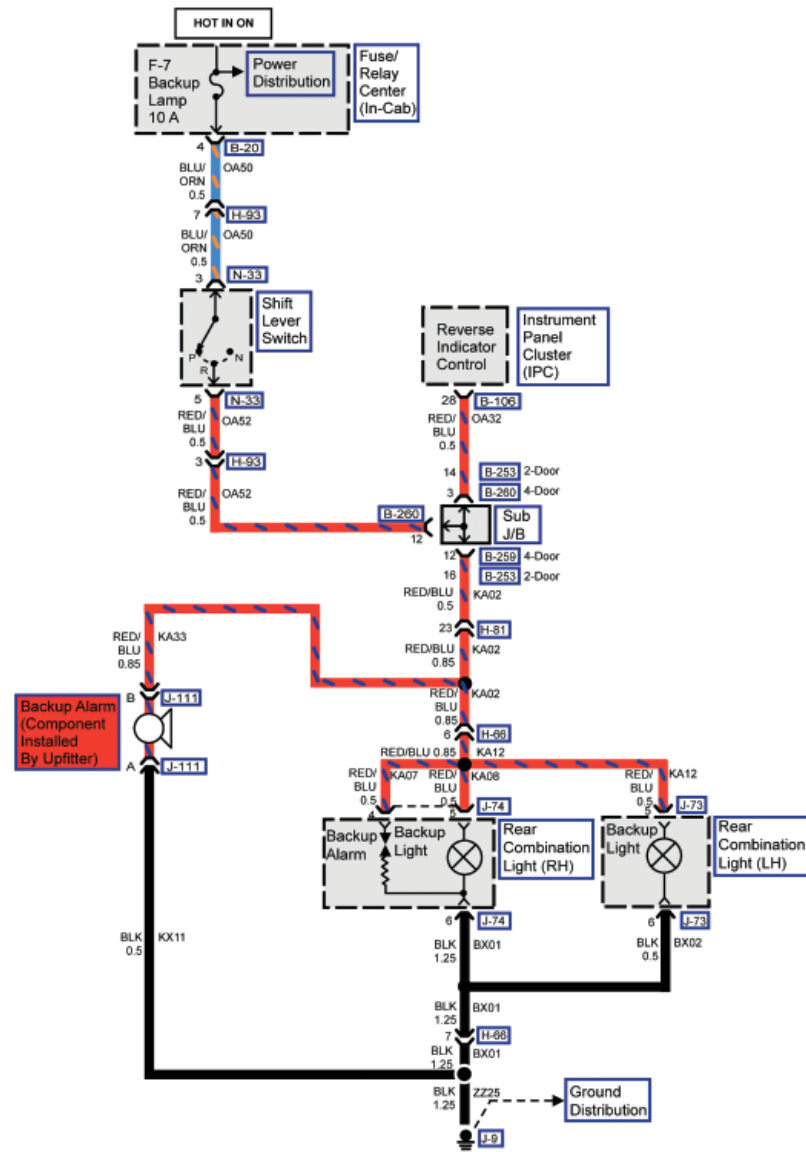 HOT IN ON
F-7
Backup
Lamp
10 A
Power
Distribution
Fuse/
Relay
Center
(In-Cab)
4
B-20
BLU/
ORN
0.5
OA50
7
H-93
BLU/
ORN
0.5
OA50
3
N-33
P
R
N
Shift
Lever
Switch
5
N-33
RED/
BLU
0.5
OA52
3
H-93
RED/
BLU
0.5
OA52
B-260
12
Reverse
Indicator
Control
Instrument
Panel
Cluster
(IPC)
28
B-106
RED/
BLU
0.5
OA32
14
B-253 2-Door
3
B-260 4-Door
Sub
J/B
12
B-259 4-Door
16
B-253 2-Door
RED/BLU
0.5
KA02
23
H-81
RED/BLU
0.85
KA02
RED/
BLU
0.85
KA33
B
J-111
Backup Alarm
(Component
Installed
By Upfitter)
A
J-111
RED/
BLU
0.85
KA02
6
H-66
RED/BLU 0.85
KA12
RED/
BLU
0.5
KA07
4
RED/
BLU
0.5
KA08
5
J-74
RED/
BLU
0.5
KA12
5
J-73
Backup
Alarm
Backup
Light
Rear
Combination
Light (RH)
Backup
Light
Rear
Combination
Light (LH)
6
J-74
6
J-73
BLK
0.5
KX11
BLK
1.25
BX01
BLK
0.5
BX02
BLK
1.25
BX01
7
H-66
BLK
1.25
BX01
BLK
1.25
ZZ25
Ground
Distribution
J-9